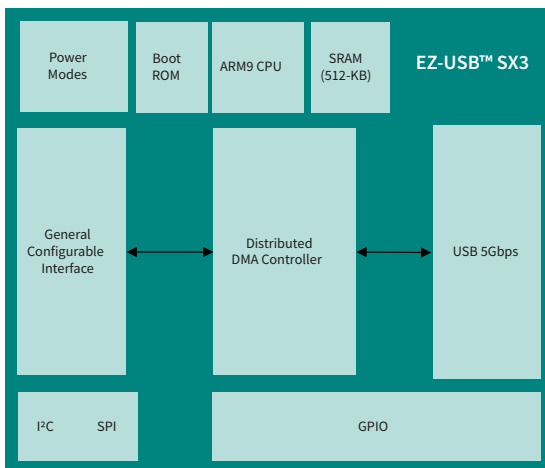 Power
Modes
Boot
ROM
ARM9 CPU
SRAM
(512-KB)
EZ-USB™ SX3
General
Configurable
Interface
Distributed
DMA Controller
USB 5Gbps
I²C SPI
GPIO